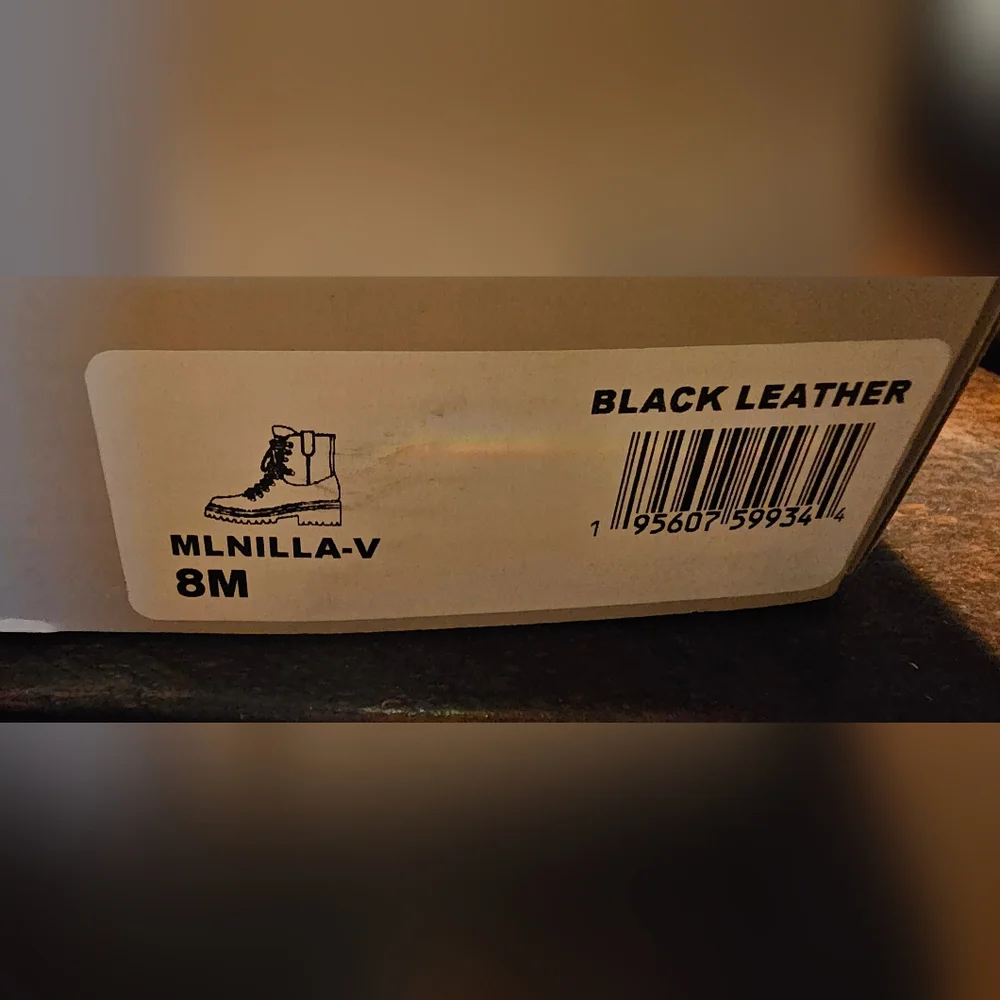 BLACK LEATHER
1 95607 59934 4
MLNILLA-V
8M